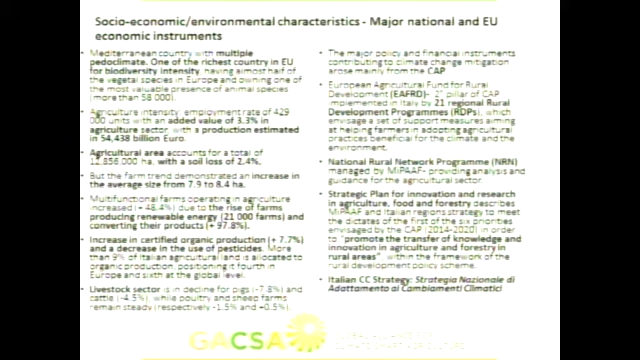 Socio-economic/environmental characteristics - Major national and EU
economic instruments
• Mediterranean country with multiple
pedoclimate. One of the richest country in EU
for biodiversity intensity, having almost half of
the vegetal species in Europe and owning one of
the most valuable presence of animal species
(more than 58 000).
• Agriculture intensity: employment rate of 429
000 units with an added value of 3.3% in
agriculture sector, with a production estimated
in 54,438 billion Euro.
• Agricultural area accounts for a total of
12,856,000 ha, with a soil loss of 2.4%.
• But the farm trend demonstrated an increase in
the average size from 7.9 to 8.4 ha.
• Multifunctional farms operating in agriculture
increased (+ 48.4%) due to the rise of farms
producing renewable energy (21 000 farms) and
converting their products (+ 97.8%).
• Increase in certified organic production (+ 7.7%)
and a decrease in the use of pesticides. More
than 9% of Italian agricultural land is allocated to
organic production, positioning it fourth in
Europe and sixth at the global level.
• Livestock sector is in decline for pigs (-7.8%) and
cattle (-4.5%), while poultry and sheep farms
remain steady (respectively -1.5% and +0.5%).
• The major policy and financial instruments
contributing to climate change mitigation
arose mainly from the CAP
• European Agricultural Fund for Rural
Development (EAFRD)- 2° pillar of CAP
implemented in Italy by 21 regional Rural
Development Programmes (RDPs), which
envisage a set of support measures aiming
at helping farmers in adopting agricultural
practices beneficial for the climate and the
environment.
• National Rural Network Programme (NRN)
managed by MiPAAF- providing analysis and
guidance for the agricultural sector.
• Strategic Plan for innovation and research
in agriculture, food and forestry describes
MiPAAF and Italian regions strategy to meet
the dictates of the first of the six priorities
envisaged by the CAP (2014-2020) in order
to "promote the transfer of knowledge and
innovation in agriculture and forestry in
rural areas" within the framework of the
rural development policy scheme.
• Italian CC Strategy: Strategia Nazionale di
Adattamento ai Cambiamenti Climatici
GACSA